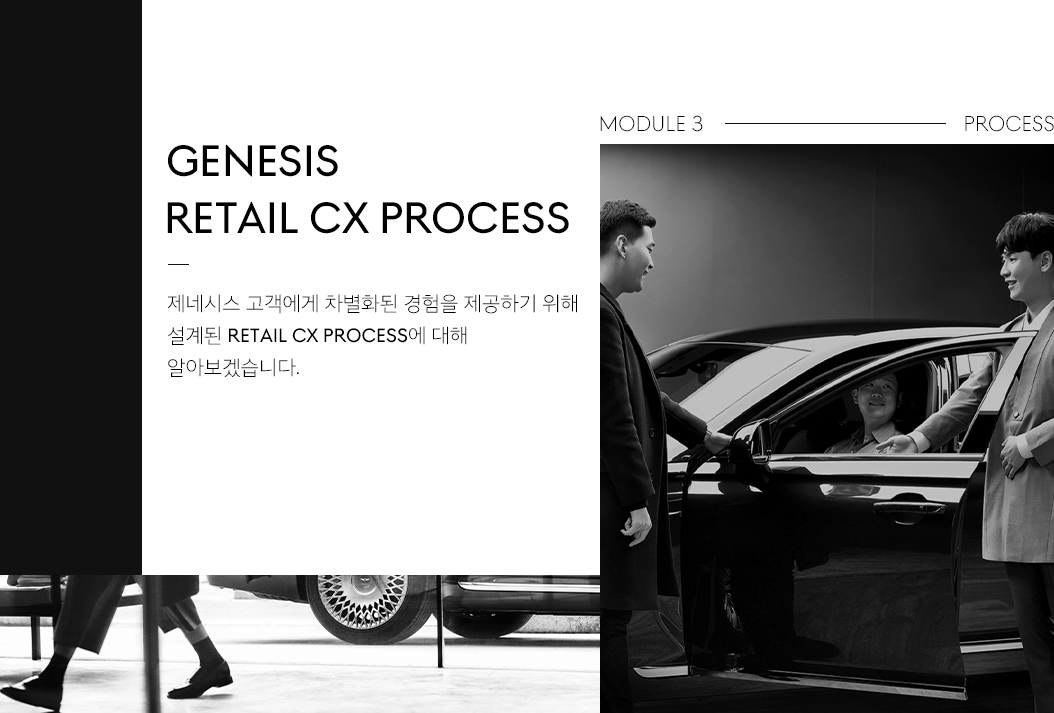 MODULE 3
PROCESS
GENESIS
RETAIL CX PROCESS
제네시스 고객에게 차별화된 경험을 제공하기 위해
설계된 RETAIL CX PROCESS에 대해
알아보겠습니다.